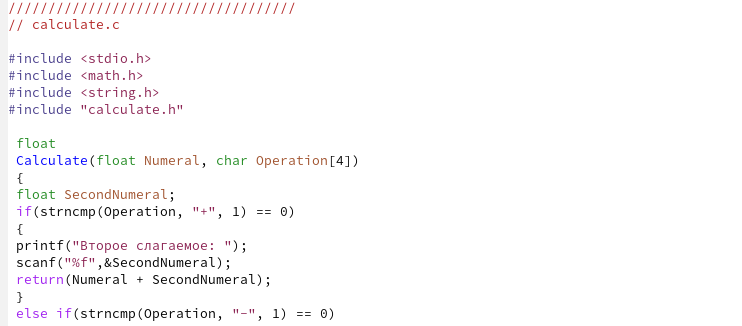 ////////////////////////////////////
// calculate.c
#include <stdio.h>
#include <math.h>
#include <string.h>
#include "calculate.h"
float
Calculate(float Numeral, char Operation[4])
{
float SecondNumeral;
if(strncmp(Operation, "+", 1) == 0)
{
printf("Второе слагаемое: ");
scanf("%f",&SecondNumeral);
return(Numeral + SecondNumeral);
}
else if(strncmp(Operation, "-", 1) == 0)